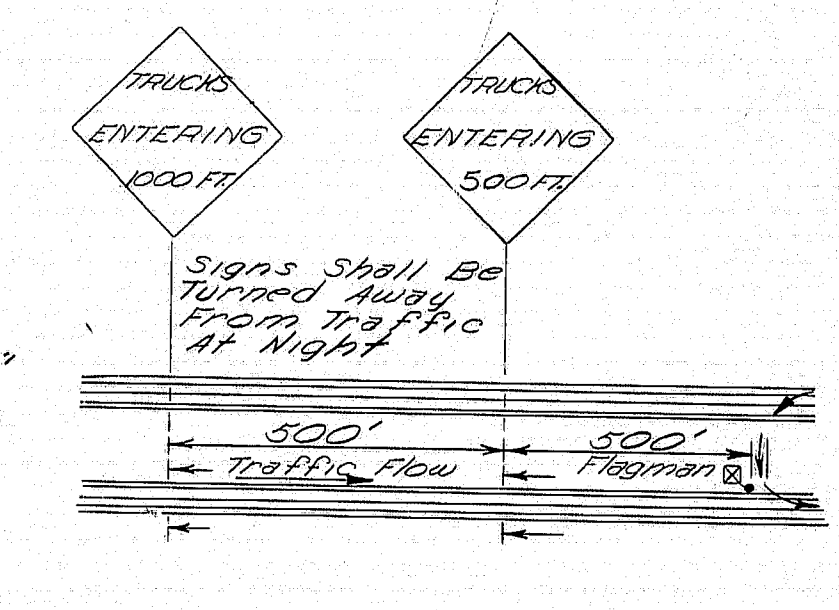 TRUCKS
ENTERING
1000 FT.
TRUCKS
ENTERING
500 FT.
Signs Shall Be
Turned Away
From Traffic
At Night
500' 500'
Traffic Flow Flagman